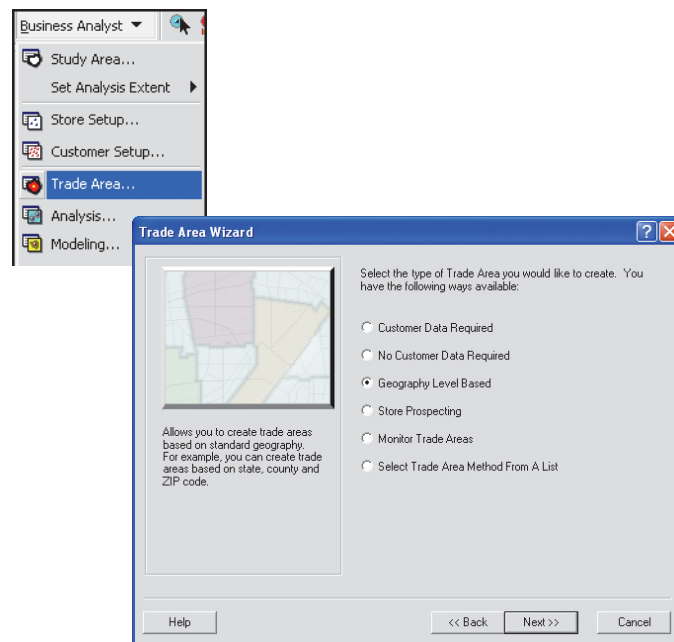 Business Analyst
Study Area...
Set Analysis Extent
Store Setup...
Customer Setup...
Trade Area...
Analysis...
Modeling...
Trade Area Wizard
Select the type of Trade Area you would like to create. You
have the following ways available:
Customer Data Required
No Customer Data Required
Geography Level Based
Store Prospecting
Monitor Trade Areas
Select Trade Area Method From A List
Allows you to create trade areas
based on standard geography.
For example, you can create trade
areas based on state, county and
ZIP code.
Help
<< Back
Next >>
Cancel